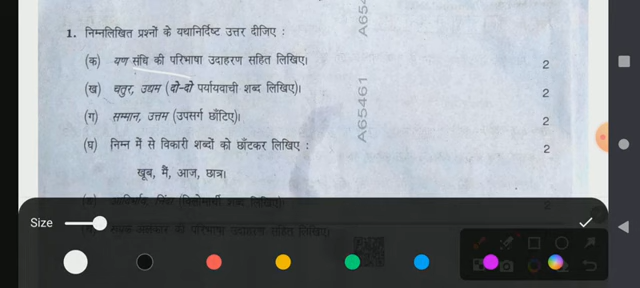 1. निम्नलिखित प्रश्नों के यथानिर्दिष्ट उत्तर दीजिए :
(क) यण संधि की परिभाषा उदाहरण सहित लिखिए। 2
(ख) चतुर, उद्यम (दो-दो पर्यायवाची शब्द लिखिए)। 2
(ग) सम्मान, उत्तम (उपसर्ग छाँटिए)। 2
(घ) निम्न में से विकारी शब्दों को छाँटकर लिखिए : 2
खूब, मैं, आज, छात्र।
A65461
Size